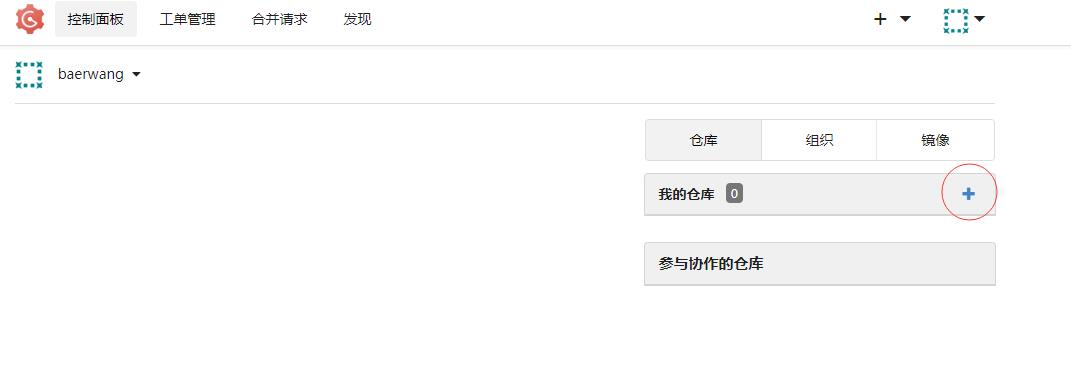 控制面板 工单管理 合并请求 发现
baerwang
仓库 组织 镜像
我的仓库 0
参与协作的仓库